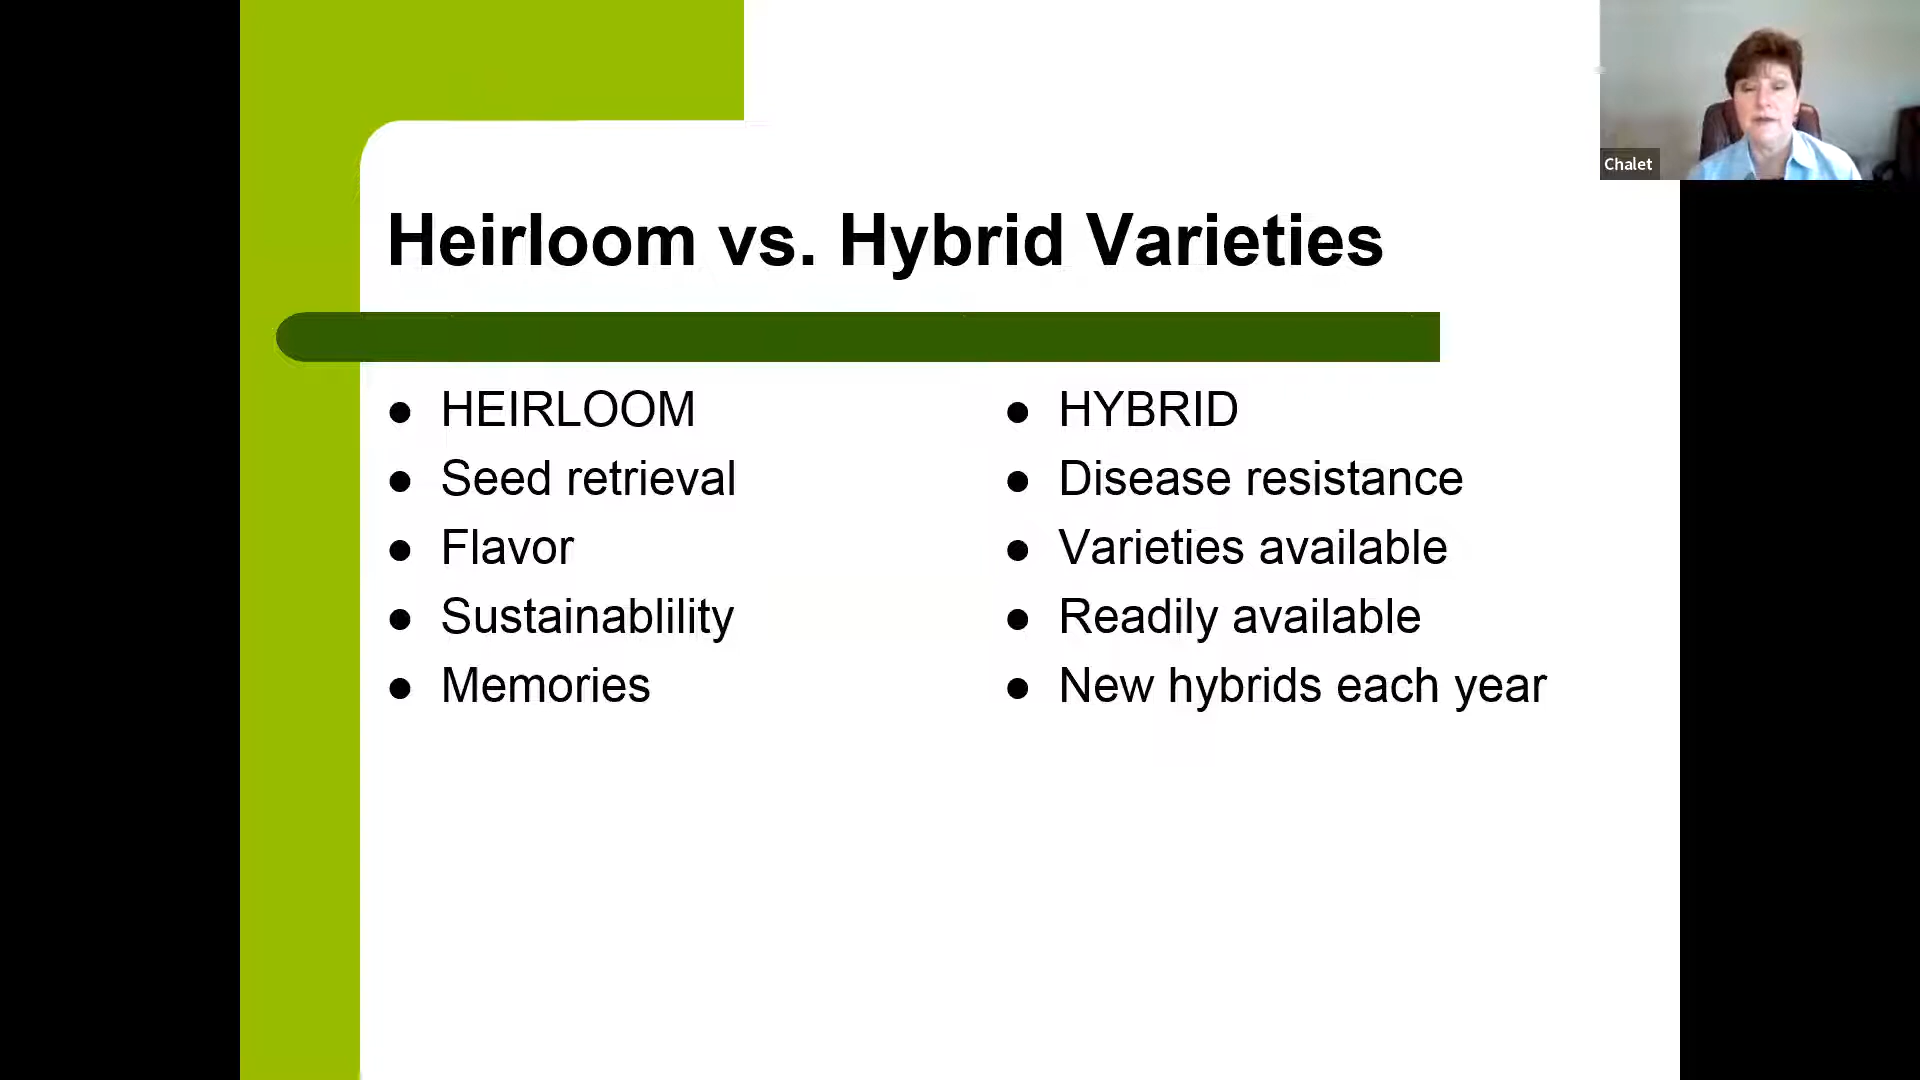 Chalet
Heirloom vs. Hybrid Varieties
● HEIRLOOM
● Seed retrieval
● Flavor
● Sustainablility
● Memories
● HYBRID
● Disease resistance
● Varieties available
● Readily available
● New hybrids each year